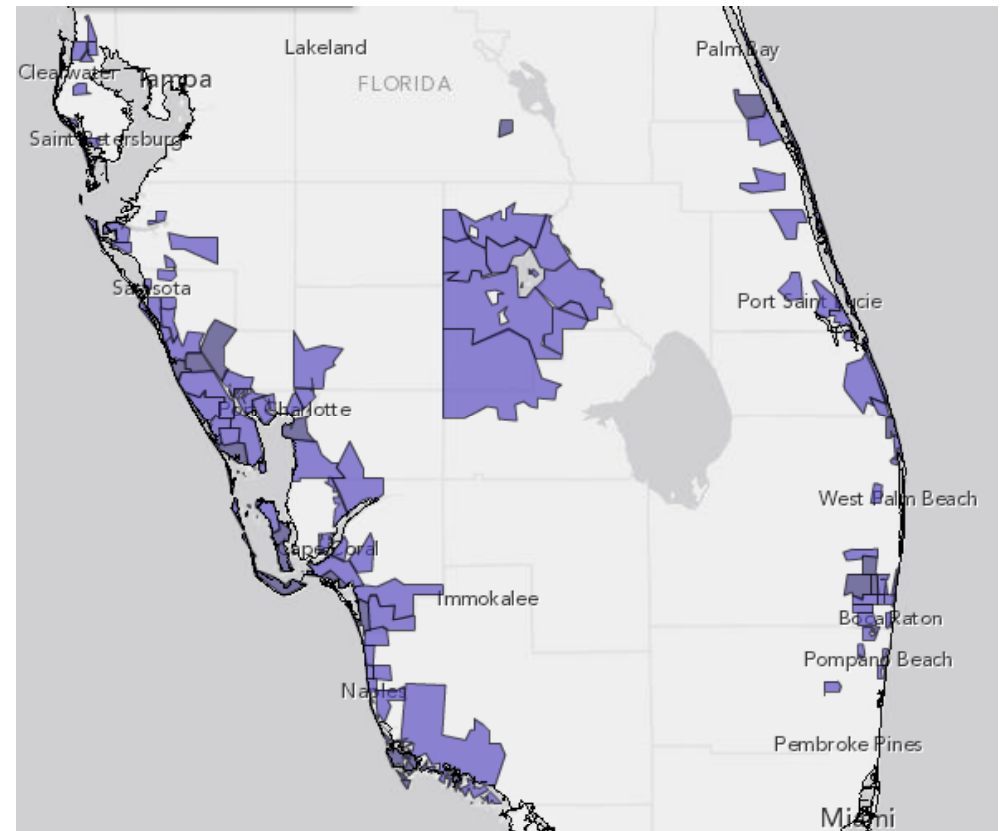 Lakeland
Palm Bay
Clearwater
Tampa
FLORIDA
Saint Petersburg
Sarasota
Port Saint Lucie
Port Charlotte
West Palm Beach
Cape Coral
Immokalee
Boca Raton
Pompano Beach
Naples
Pembroke Pines
Miami